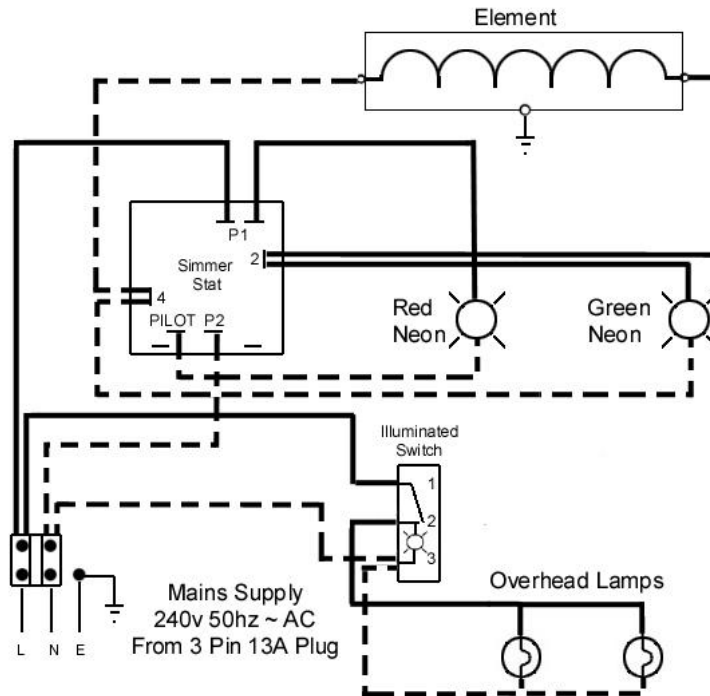 Element
P1
Simmer
Stat
2
4
PILOT P2
Red
Neon
Green
Neon
Illuminated
Switch
1
2
3
Mains Supply
240v 50hz ~ AC
From 3 Pin 13A Plug
Overhead Lamps
L N E